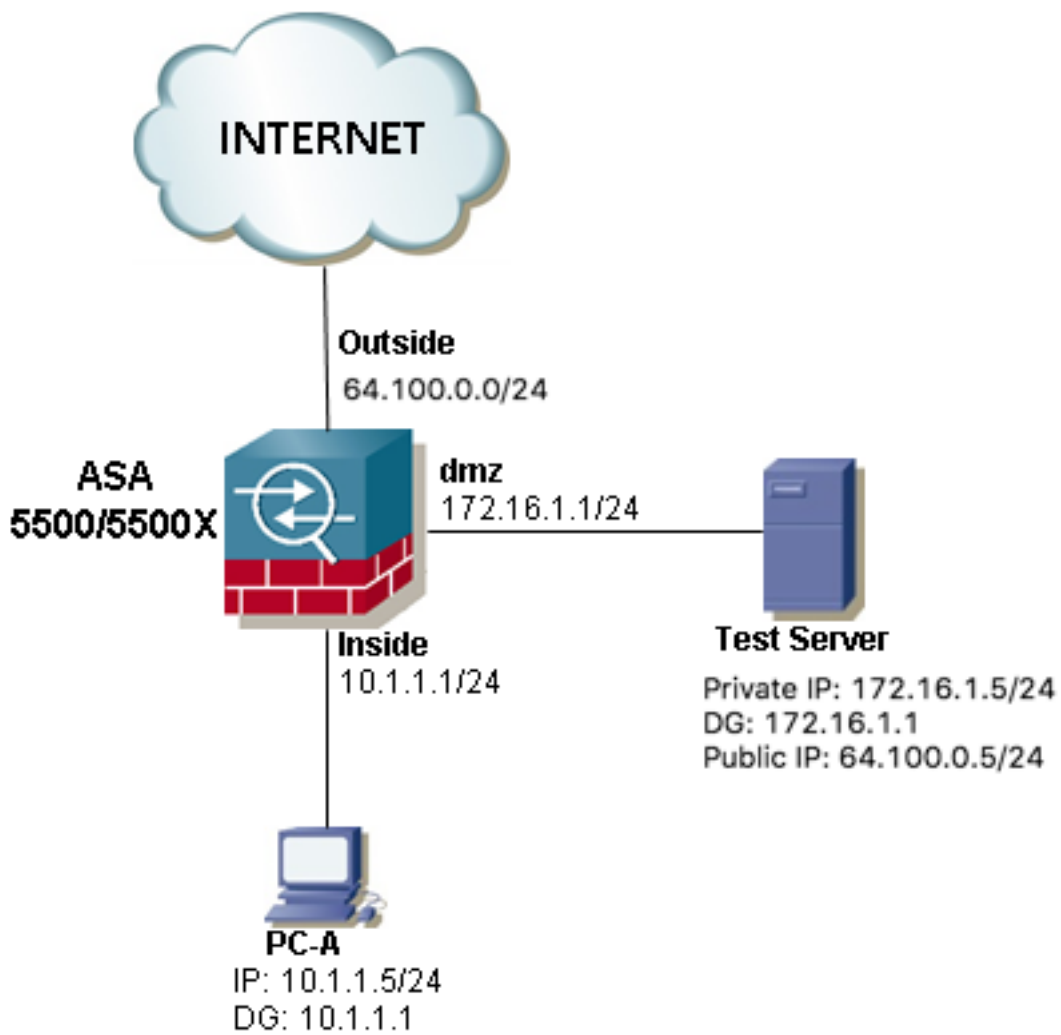 INTERNET
Outside
64.100.0.0/24
ASA
5500/5500X
dmz
172.16.1.1/24
Inside
10.1.1.1/24
Test Server
Private IP: 172.16.1.5/24
DG: 172.16.1.1
Public IP: 64.100.0.5/24
PC-A
IP: 10.1.1.5/24
DG: 10.1.1.1